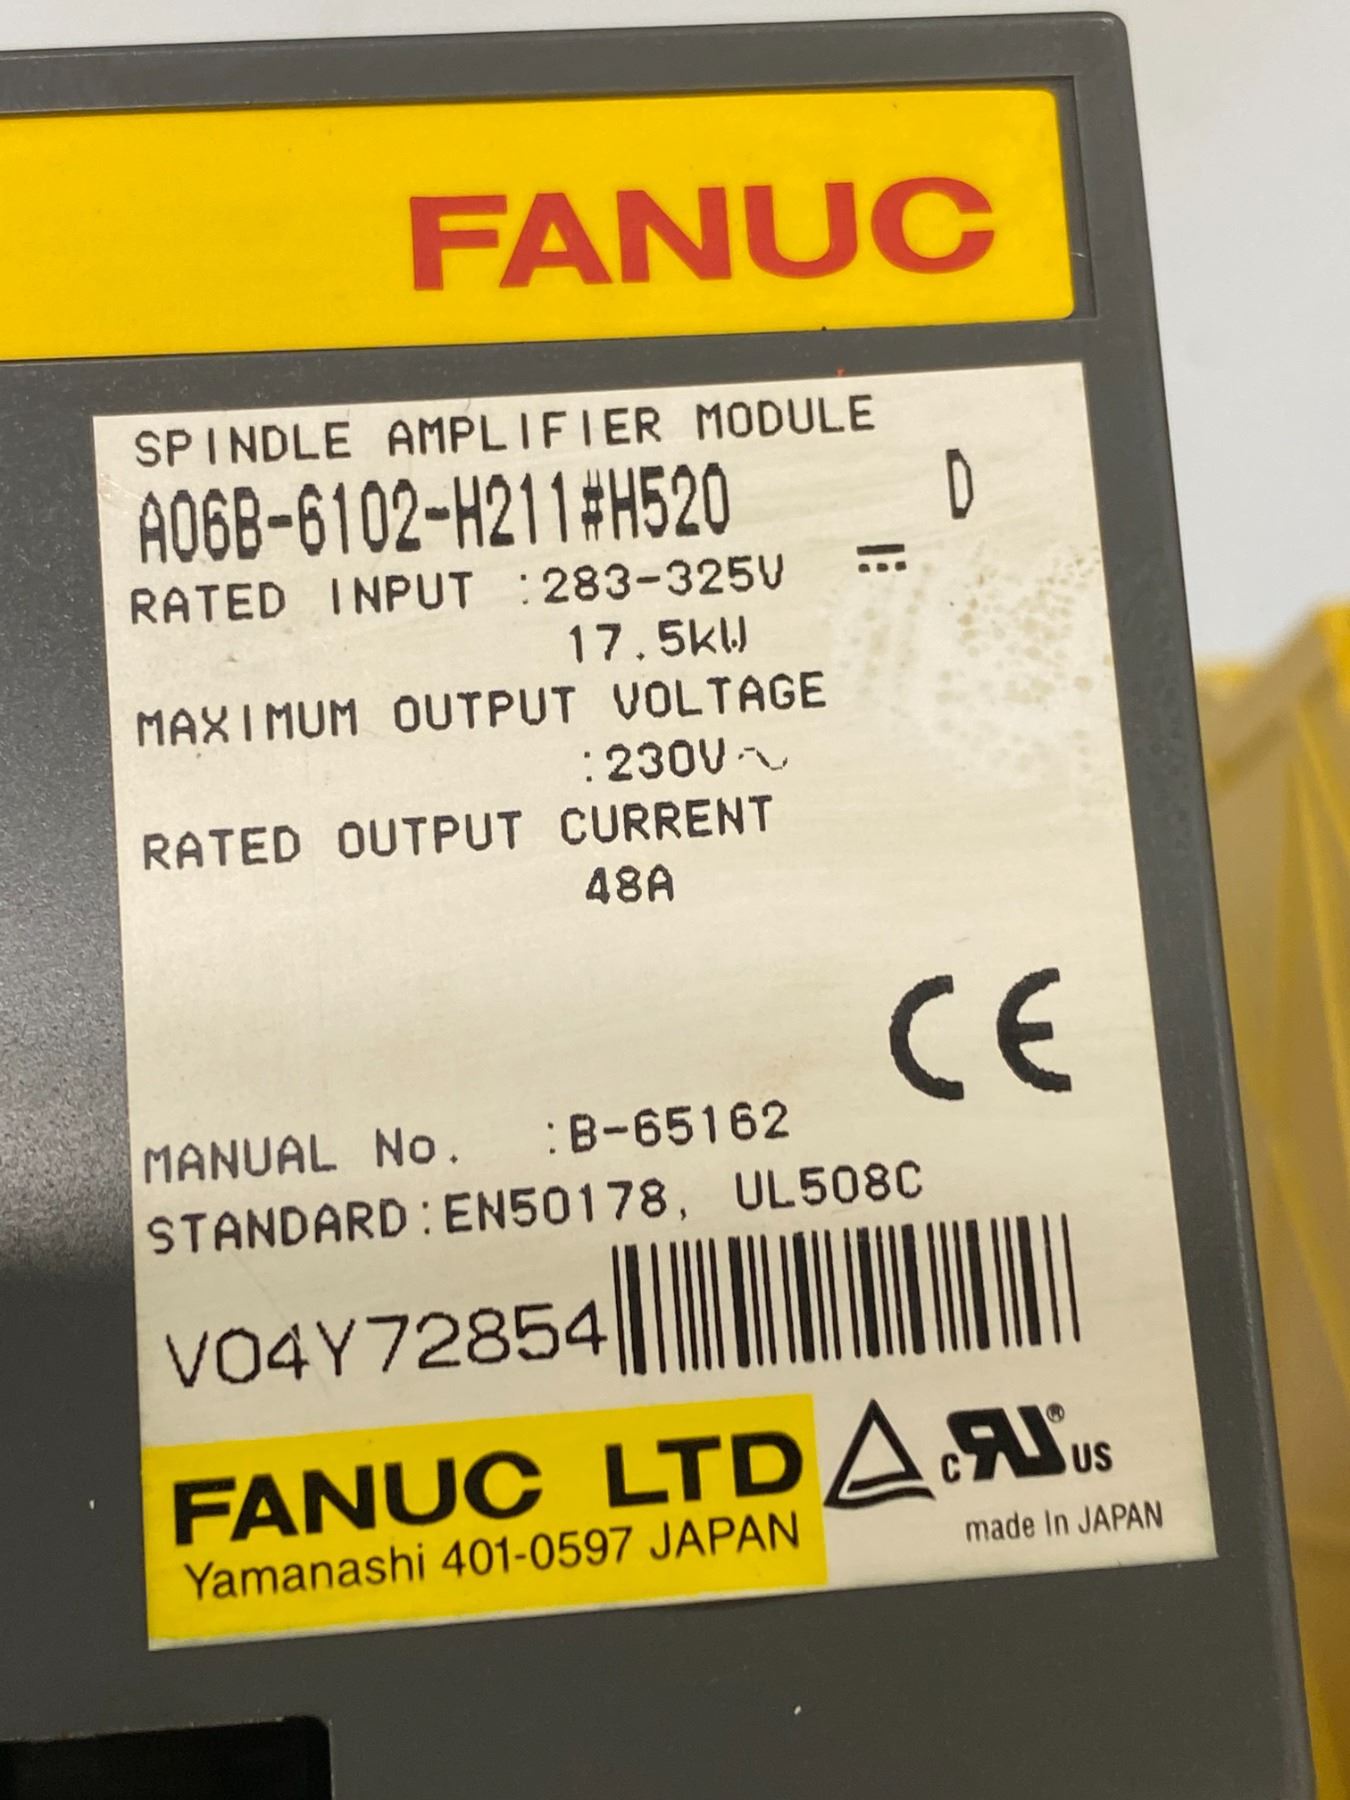 FANUC
SPINDLE AMPLIFIER MODULE
A06B-6102-H211#H520 D
RATED INPUT :283-325V ⎓
17.5kW
MAXIMUM OUTPUT VOLTAGE
:230V~
RATED OUTPUT CURRENT
48A
CE
MANUAL No. :B-65162
STANDARD:EN50178, UL508C
V04Y72854
FANUC LTD
Yamanashi 401-0597 JAPAN
c RU ® US
made In JAPAN